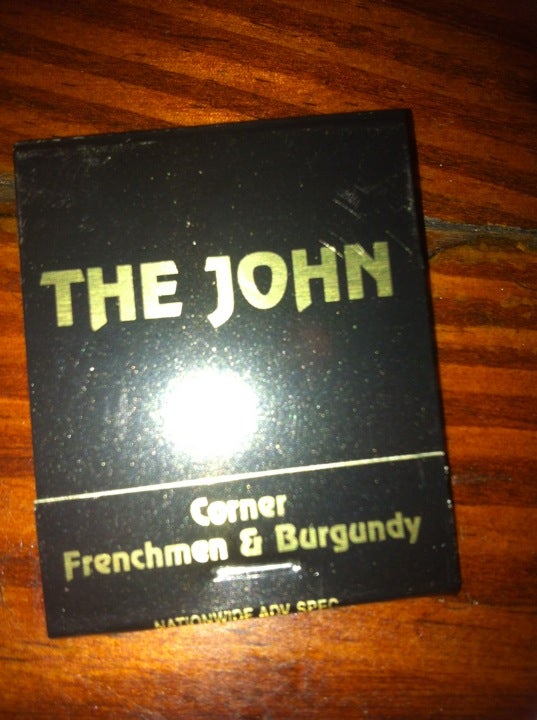 THE JOHN
Corner
Frenchmen & Burgundy
NATIONWIDE ADV. SPEC